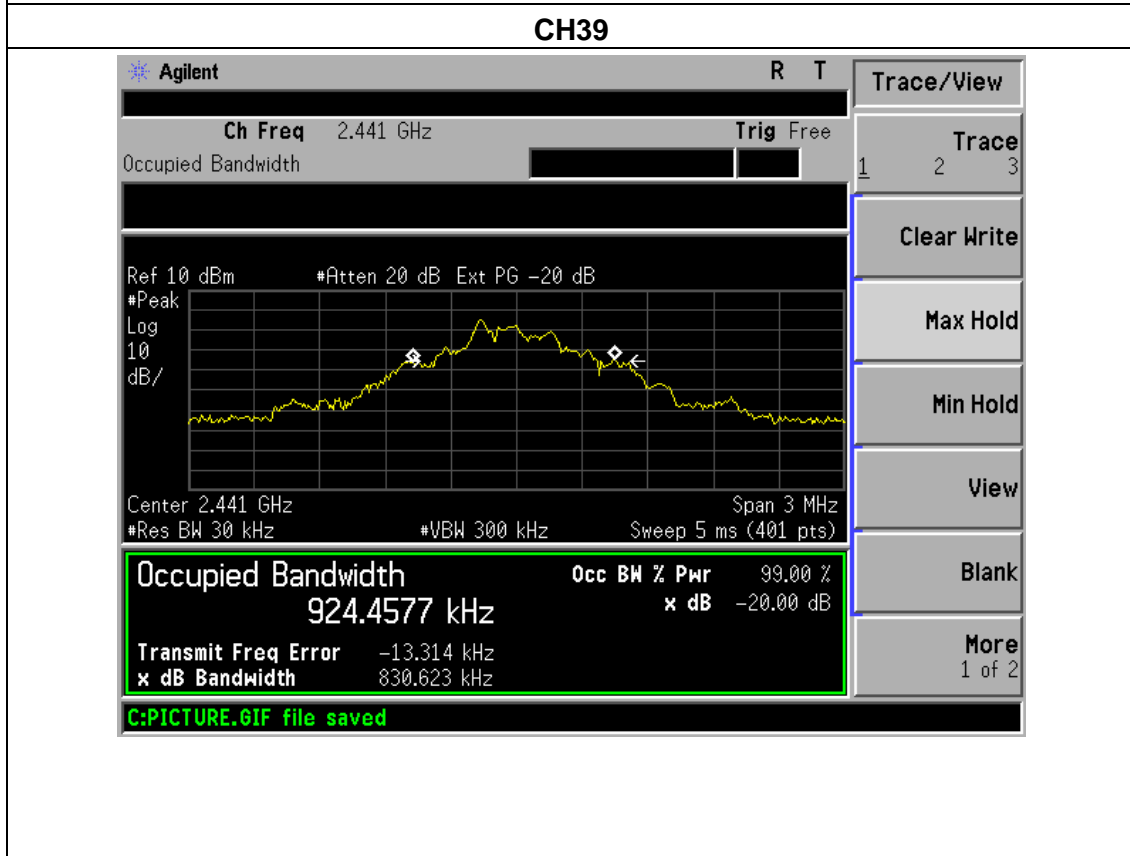 CH39
Agilent R T
Trace/View
Ch Freq 2.441 GHz Trig Free
Occupied Bandwidth
Trace
1 2 3
Clear Write
Ref 10 dBm #Atten 20 dB Ext PG -20 dB
#Peak
Log
10
dB/
Max Hold
Min Hold
View
Center 2.441 GHz Span 3 MHz
#Res BW 30 kHz #VBW 300 kHz Sweep 5 ms (401 pts)
Occupied Bandwidth Occ BW % Pwr 99.00 %
924.4577 kHz x dB -20.00 dB
Blank
Transmit Freq Error -13.314 kHz
x dB Bandwidth 830.623 kHz
More
1 of 2
C:PICTURE.GIF file saved